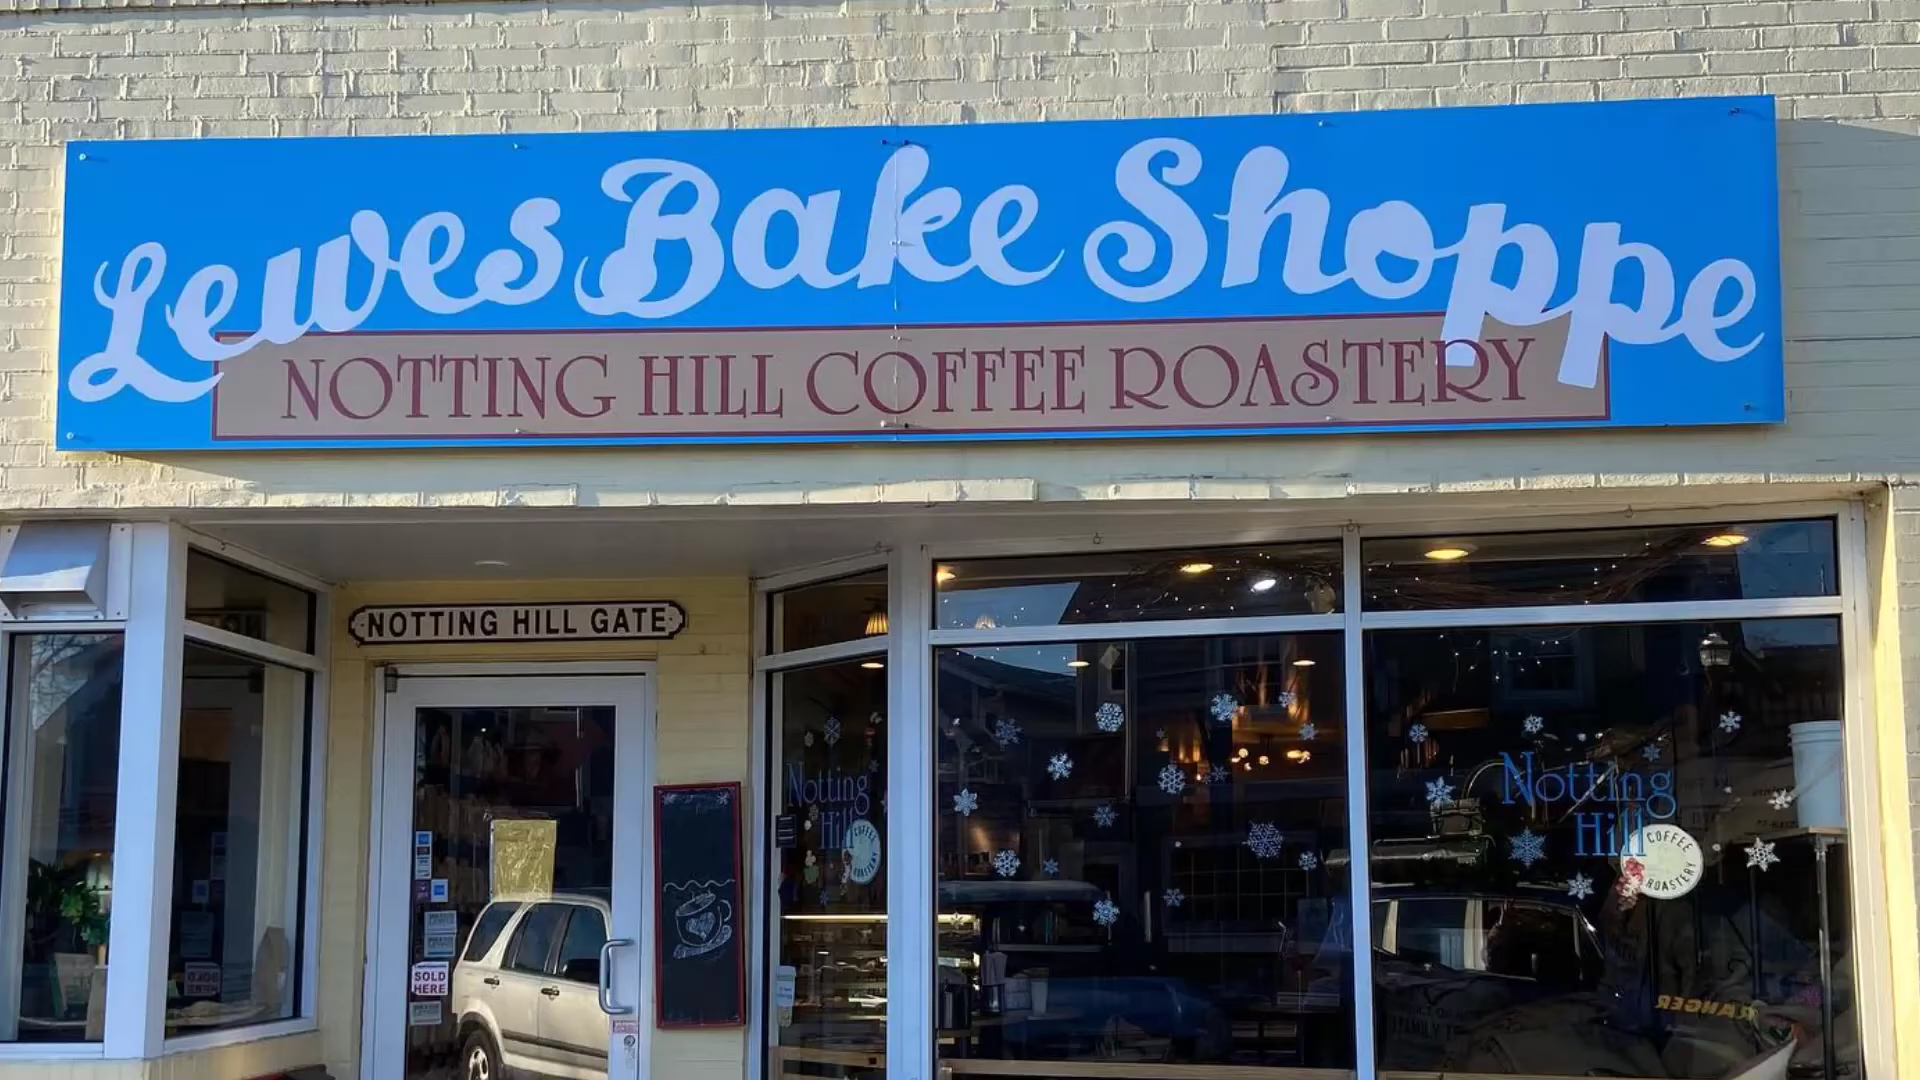 Lewes Bake Shoppe
NOTTING HILL COFFEE ROASTERY
NOTTING HILL GATE
Notting
Hill
COFFEE
ROASTERY
Notting
Hill
COFFEE
ROASTERY
SOLD
HERE
RANGER